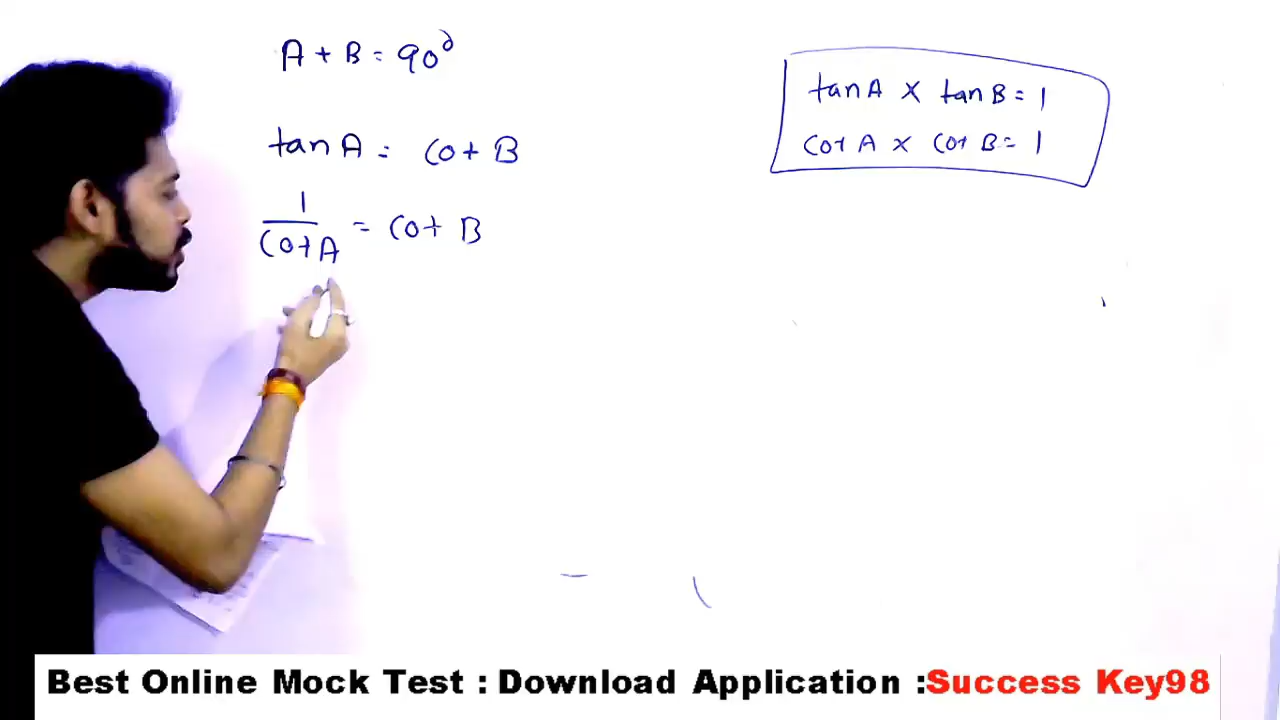 A + B = 90°
tan A = cot B
1
cot A = cot B
tan A × tan B = 1
cot A × cot B = 1
Best Online Mock Test : Download Application :Success Key98